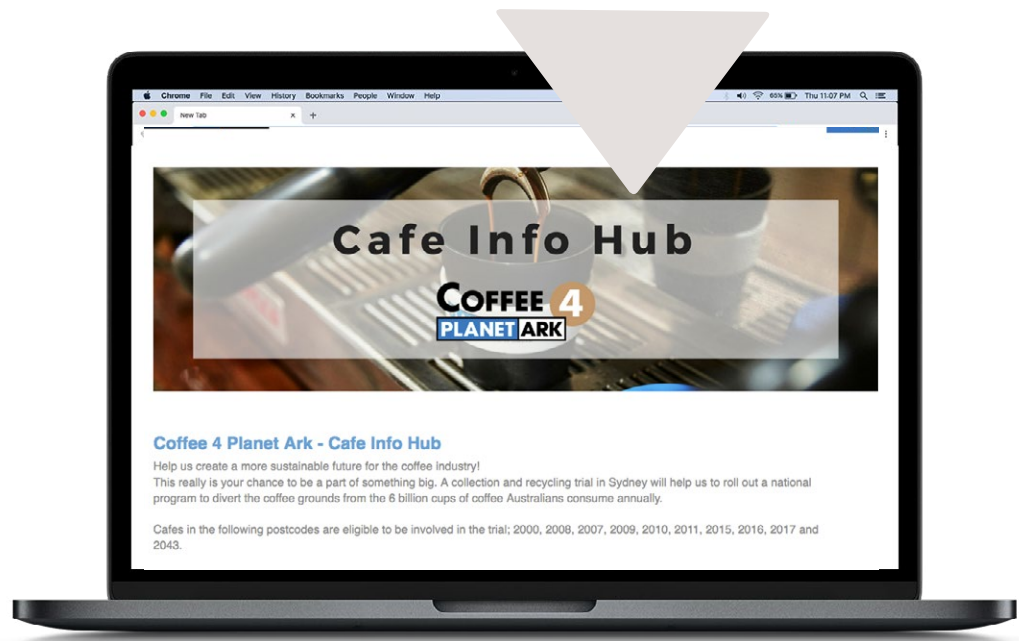 Chrome File Edit View History Bookmarks People Window Help 65% Thu 11:07 PM
New Tab
Cafe Info Hub
COFFEE 4
PLANET ARK
Coffee 4 Planet Ark - Cafe Info Hub
Help us create a more sustainable future for the coffee industry!
This really is your chance to be a part of something big. A collection and recycling trial in Sydney will help us to roll out a national
program to divert the coffee grounds from the 6 billion cups of coffee Australians consume annually.
Cafes in the following postcodes are eligible to be involved in the trial; 2000, 2008, 2007, 2009, 2010, 2011, 2015, 2016, 2017 and
2043.